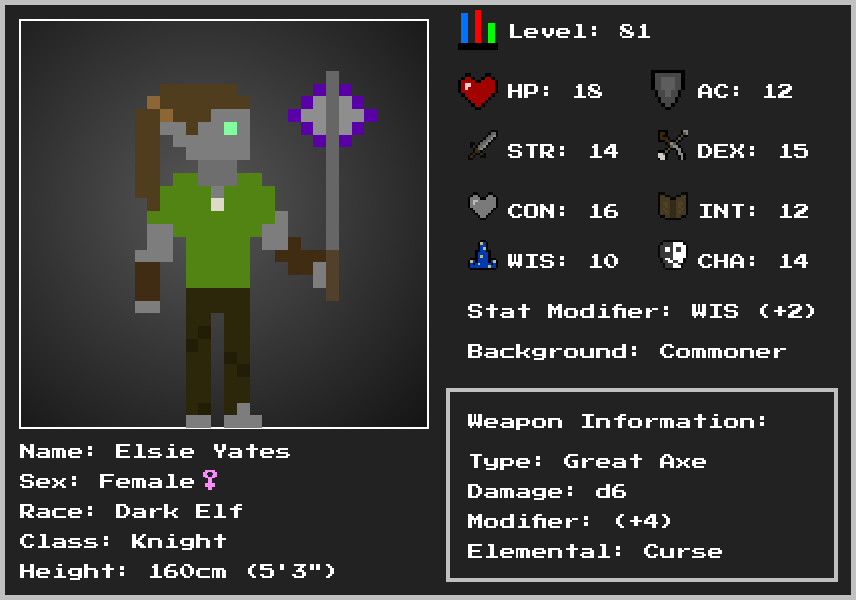 Level: 81
HP: 18
AC: 12
STR: 14
DEX: 15
CON: 16
INT: 12
WIS: 10
CHA: 14
Stat Modifier: WIS (+2)
Background: Commoner
Weapon Information:
Type: Great Axe
Damage: d6
Modifier: (+4)
Elemental: Curse
Name: Elsie Yates
Sex: Female♀
Race: Dark Elf
Class: Knight
Height: 160cm (5'3")